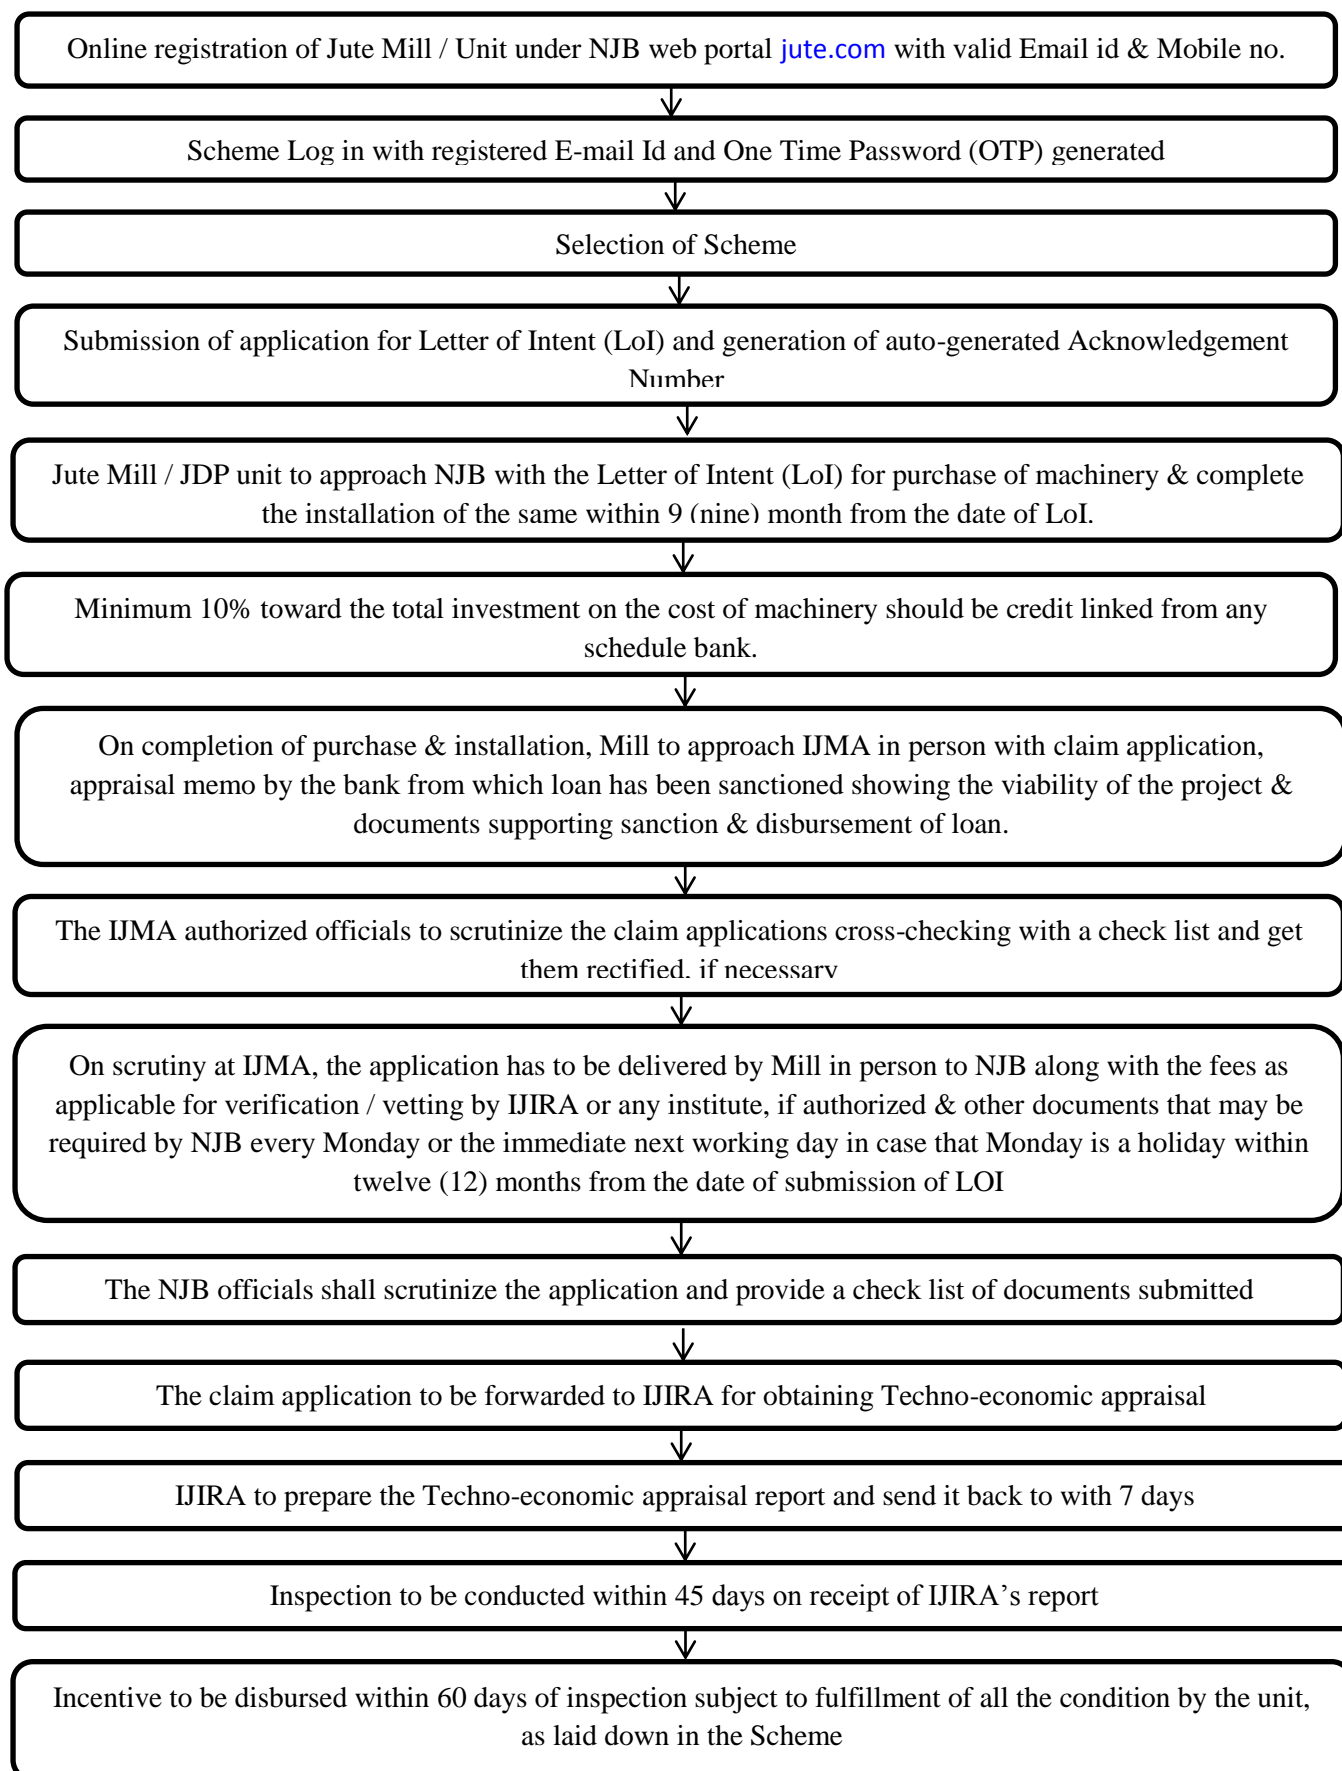 Online registration of Jute Mill / Unit under NJB web portal jute.com with valid Email id & Mobile no.
Scheme Log in with registered E-mail Id and One Time Password (OTP) generated
Selection of Scheme
Submission of application for Letter of Intent (LoI) and generation of auto-generated Acknowledgement
Number
Jute Mill / JDP unit to approach NJB with the Letter of Intent (LoI) for purchase of machinery & complete
the installation of the same within 9 (nine) month from the date of LoI.
Minimum 10% toward the total investment on the cost of machinery should be credit linked from any
schedule bank.
On completion of purchase & installation, Mill to approach IJMA in person with claim application,
appraisal memo by the bank from which loan has been sanctioned showing the viability of the project &
documents supporting sanction & disbursement of loan.
The IJMA authorized officials to scrutinize the claim applications cross-checking with a check list and get
them rectified, if necessary
On scrutiny at IJMA, the application has to be delivered by Mill in person to NJB along with the fees as
applicable for verification / vetting by IJIRA or any institute, if authorized & other documents that may be
required by NJB every Monday or the immediate next working day in case that Monday is a holiday within
twelve (12) months from the date of submission of LOI
The NJB officials shall scrutinize the application and provide a check list of documents submitted
The claim application to be forwarded to IJIRA for obtaining Techno-economic appraisal
IJIRA to prepare the Techno-economic appraisal report and send it back to with 7 days
Inspection to be conducted within 45 days on receipt of IJIRA’s report
Incentive to be disbursed within 60 days of inspection subject to fulfillment of all the condition by the unit,
as laid down in the Scheme